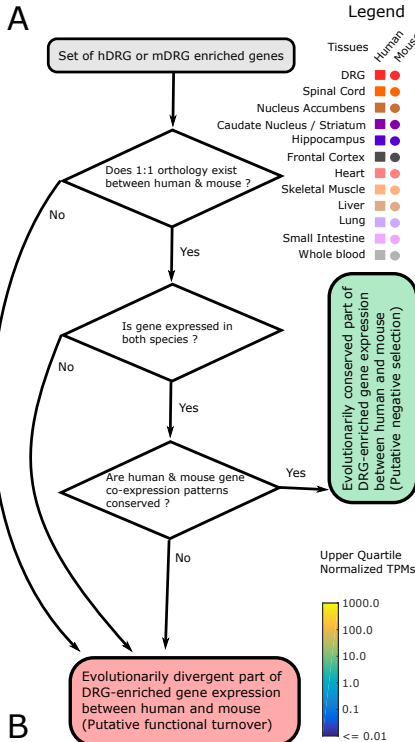 A
Legend
Tissues
Human
Mouse
DRG
Spinal Cord
Nucleus Accumbens
Caudate Nucleus / Striatum
Hippocampus
Frontal Cortex
Heart
Skeletal Muscle
Liver
Lung
Small Intestine
Whole blood
Set of hDRG or mDRG enriched genes
Does 1:1 orthology exist
between human & mouse ?
No
Yes
Is gene expressed in
both species ?
No
Yes
Are human & mouse gene
co-expression patterns
conserved ?
Yes
No
Evolutionarily conserved part of
DRG-enriched gene expression
between human and mouse
(Putative negative selection)
Evolutionarily divergent part of
DRG-enriched gene expression
between human and mouse
(Putative functional turnover)
Upper Quartile
Normalized TPMs
1000.0
100.0
10.0
1.0
0.1
<= 0.01
B